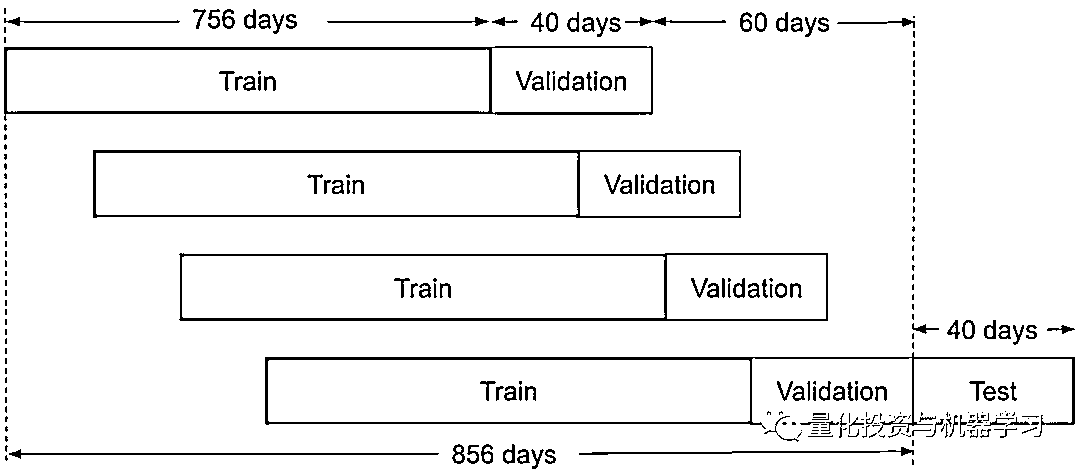 756 days 40 days 60 days
Train Validation
Train Validation
Train Validation
40 days
Train Validation Test
量化投资与机器学习
856 days